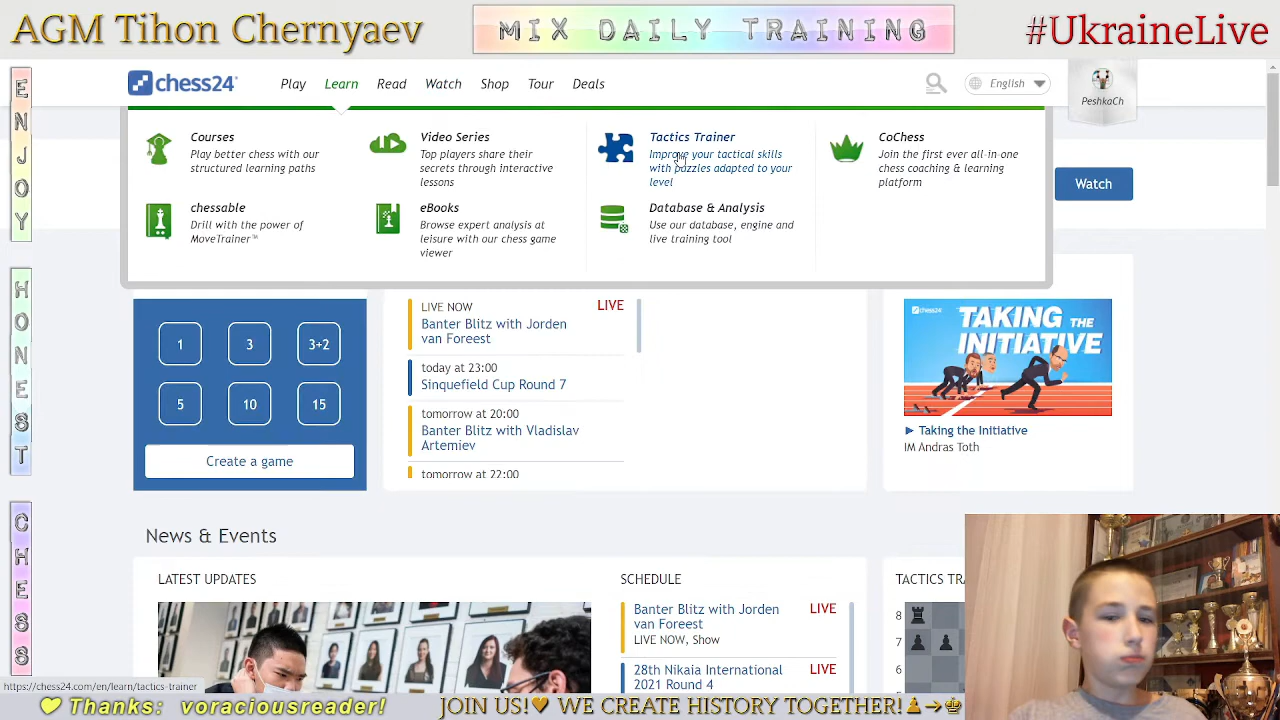 AGM Tihon Chernyaev
MIX DAILY TRAINING
#UkraineLive
ENJOY
HONEST
CHESS
chess24
Play
Learn
Read
Watch
Shop
Tour
Deals
English
PeshkaCh
Courses
Play better chess with our
structured learning paths
Video Series
Top players share their
secrets through interactive
lessons
Tactics Trainer
Improve your tactical skills
with puzzles adapted to your
level
CoChess
Join the first ever all-in-one
chess coaching & learning
platform
chessable
Drill with the power of
MoveTrainer™
eBooks
Browse expert analysis at
leisure with our chess game
viewer
Database & Analysis
Use our database, engine and
live training tool
Watch
1
3
3+2
5
10
15
Create a game
LIVE NOW
LIVE
Banter Blitz with Jorden
van Foreest
today at 23:00
Sinquefield Cup Round 7
tomorrow at 20:00
Banter Blitz with Vladislav
Artemiev
tomorrow at 22:00
chess24
TAKING THE
INITIATIVE
Taking the Initiative
IM Andras Toth
News & Events
LATEST UPDATES
SCHEDULE
Banter Blitz with Jorden
van Foreest
LIVE
LIVE NOW, Show
28th Nikaia International
2021 Round 4
LIVE
TACTICS TRA
8
7
6
https://chess24.com/en/learn/tactics-trainer
Thanks: voraciousreader!
JOIN US! WE CREATE HISTORY TOGETHER!